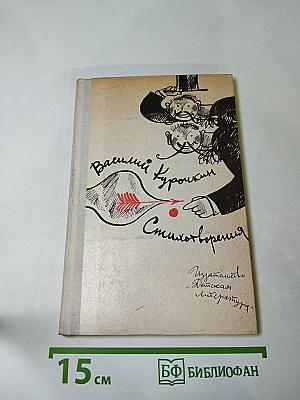 Василий Курочкин
Стихотворения
Издательство
„Детская
литература“
15 см
БФ БИБЛИОФАН